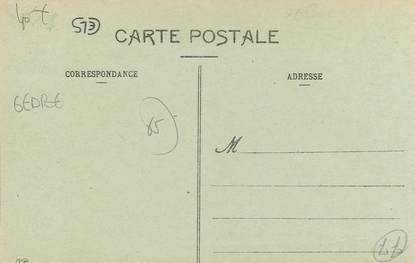 CARTE POSTALE
CORRESPONDANCE
ADRESSE
GEDRE
85
M